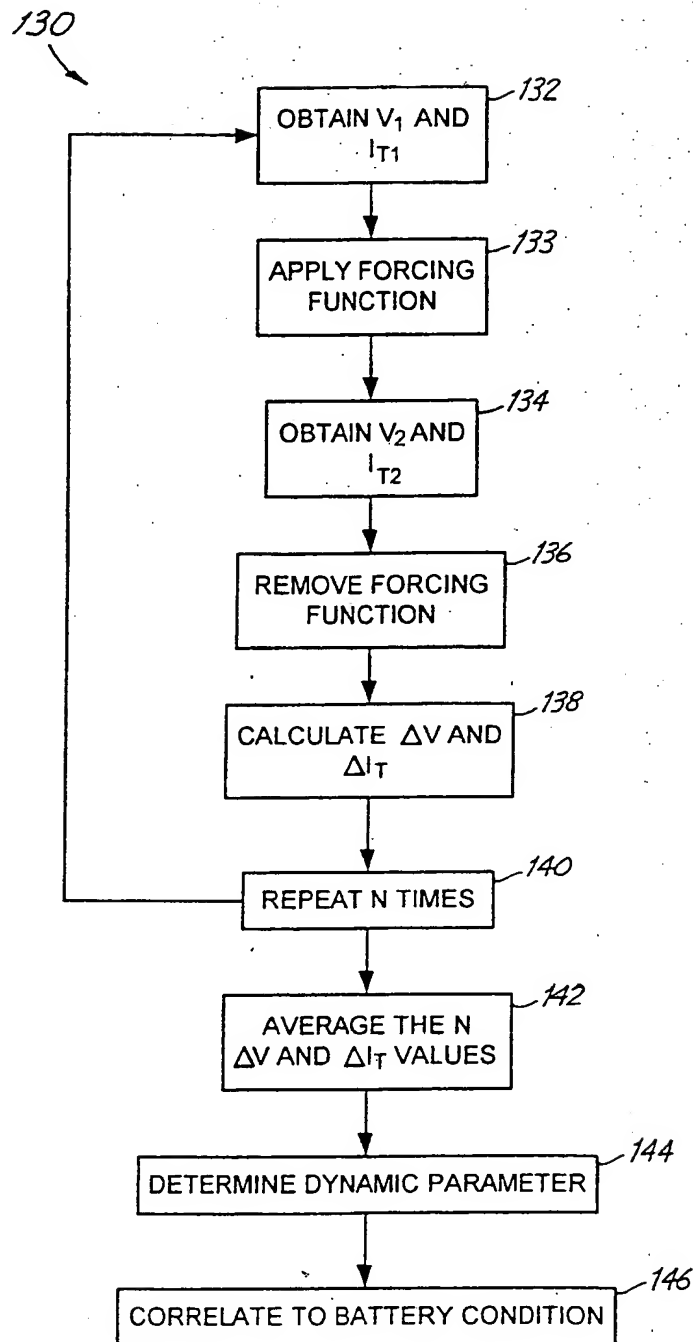 130
132
OBTAIN V1 AND
IT1
133
APPLY FORCING
FUNCTION
134
OBTAIN V2 AND
IT2
136
REMOVE FORCING
FUNCTION
138
CALCULATE ΔV AND
ΔIT
140
REPEAT N TIMES
142
AVERAGE THE N
ΔV AND ΔIT VALUES
144
DETERMINE DYNAMIC PARAMETER
146
CORRELATE TO BATTERY CONDITION